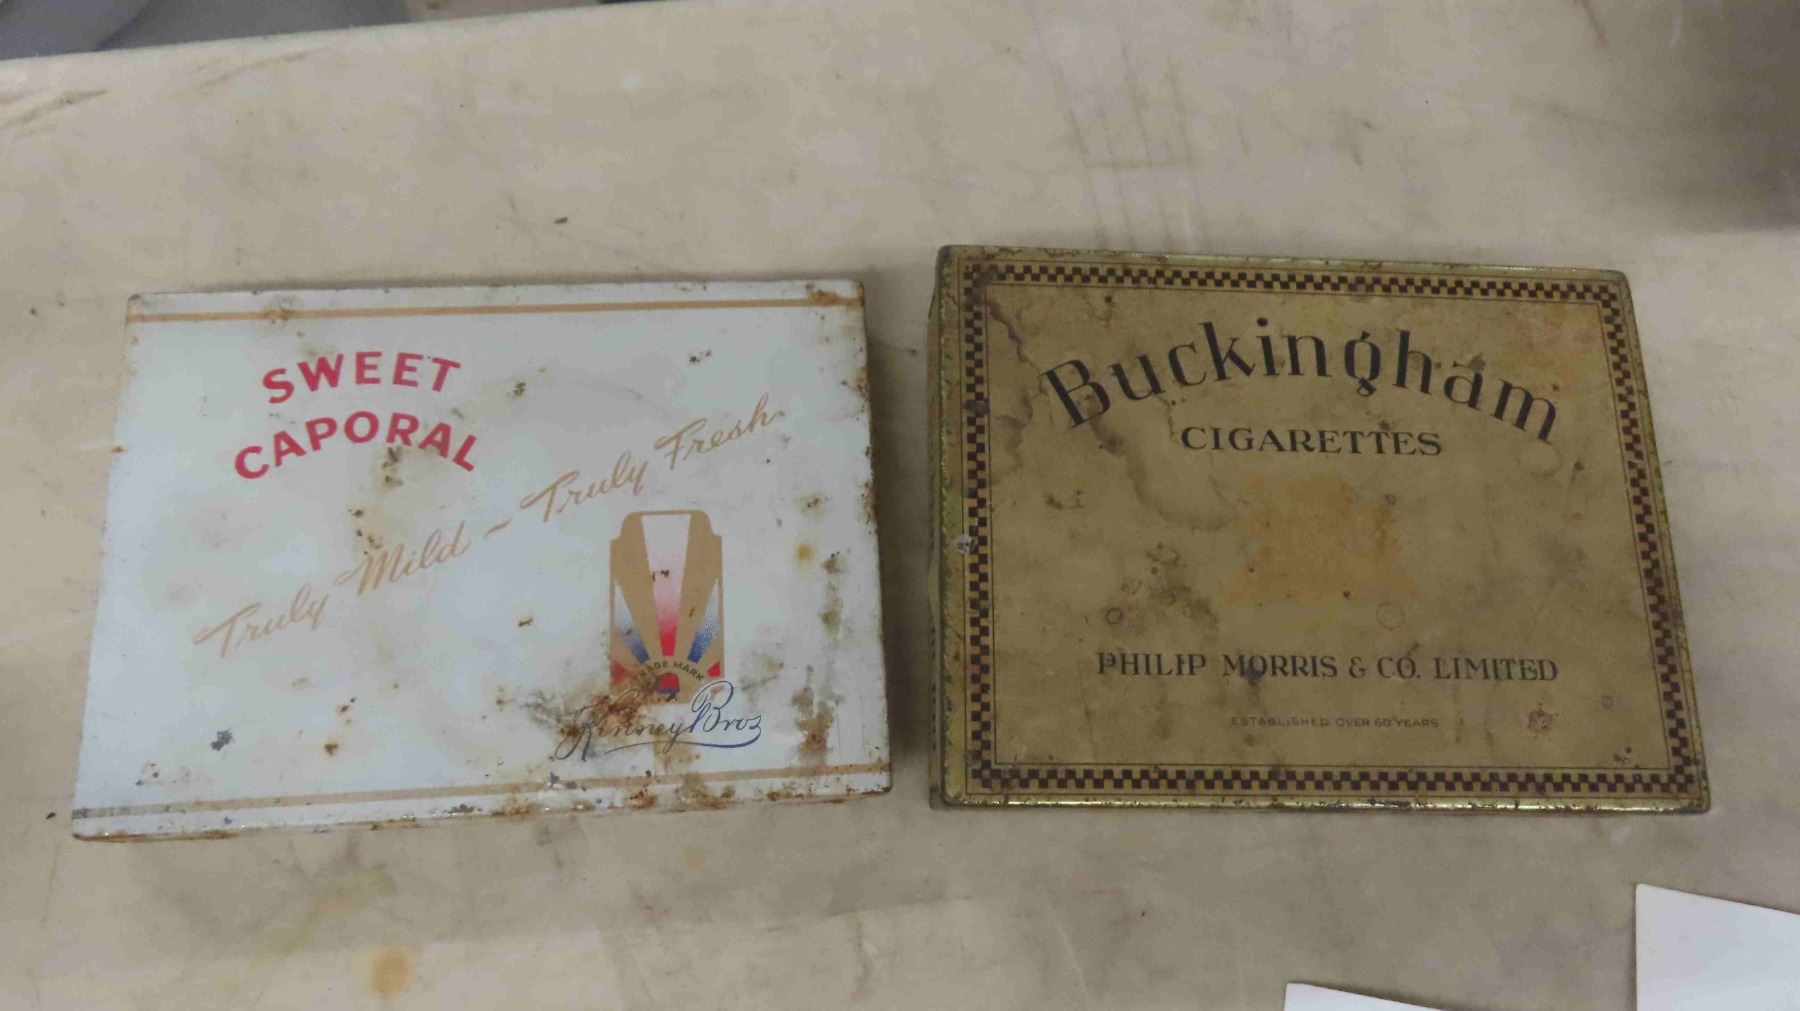 SWEET
CAPORAL
Truly Mild ~ Truly Fresh
TRADE MARK
Kinney Bros
Buckingham
CIGARETTES
PHILIP MORRIS & CO. LIMITED
ESTABLISHED OVER 60 YEARS